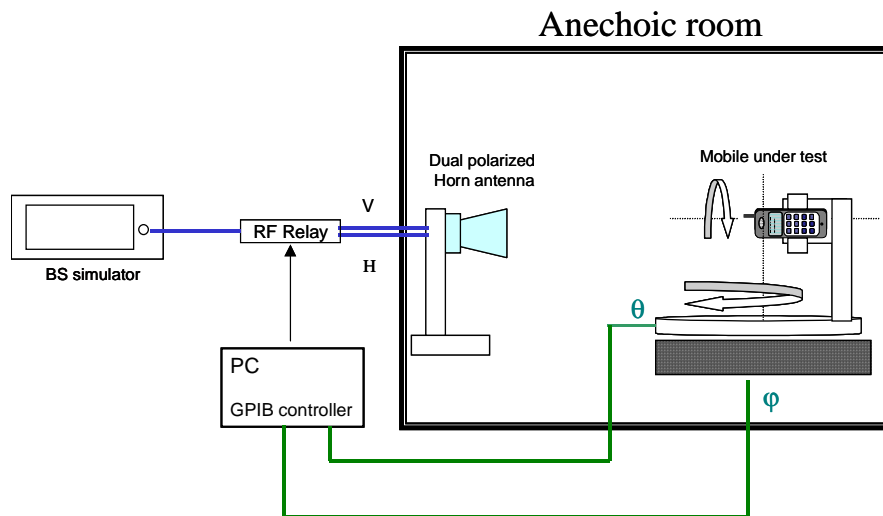 Anechoic room
Dual polarized
Horn antenna
Mobile under test
V
RF Relay
H
BS simulator
θ
PC
GPIB controller
φ